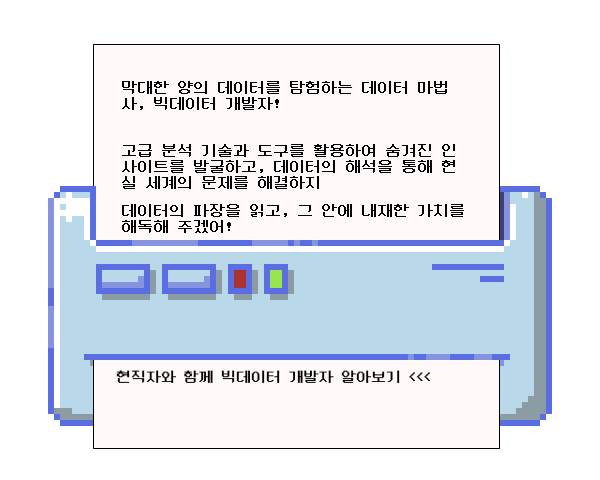 막대한 양의 데이터를 탐험하는 데이터 마법
사, 빅데이터 개발자!
고급 분석 기술과 도구를 활용하여 숨겨진 인
사이트를 발굴하고, 데이터의 해석을 통해 현
실 세계의 문제를 해결하지
데이터의 파장을 읽고, 그 안에 내재한 가치를
해독해 주겠어!
현직자와 함께 빅데이터 개발자 알아보기 <<<